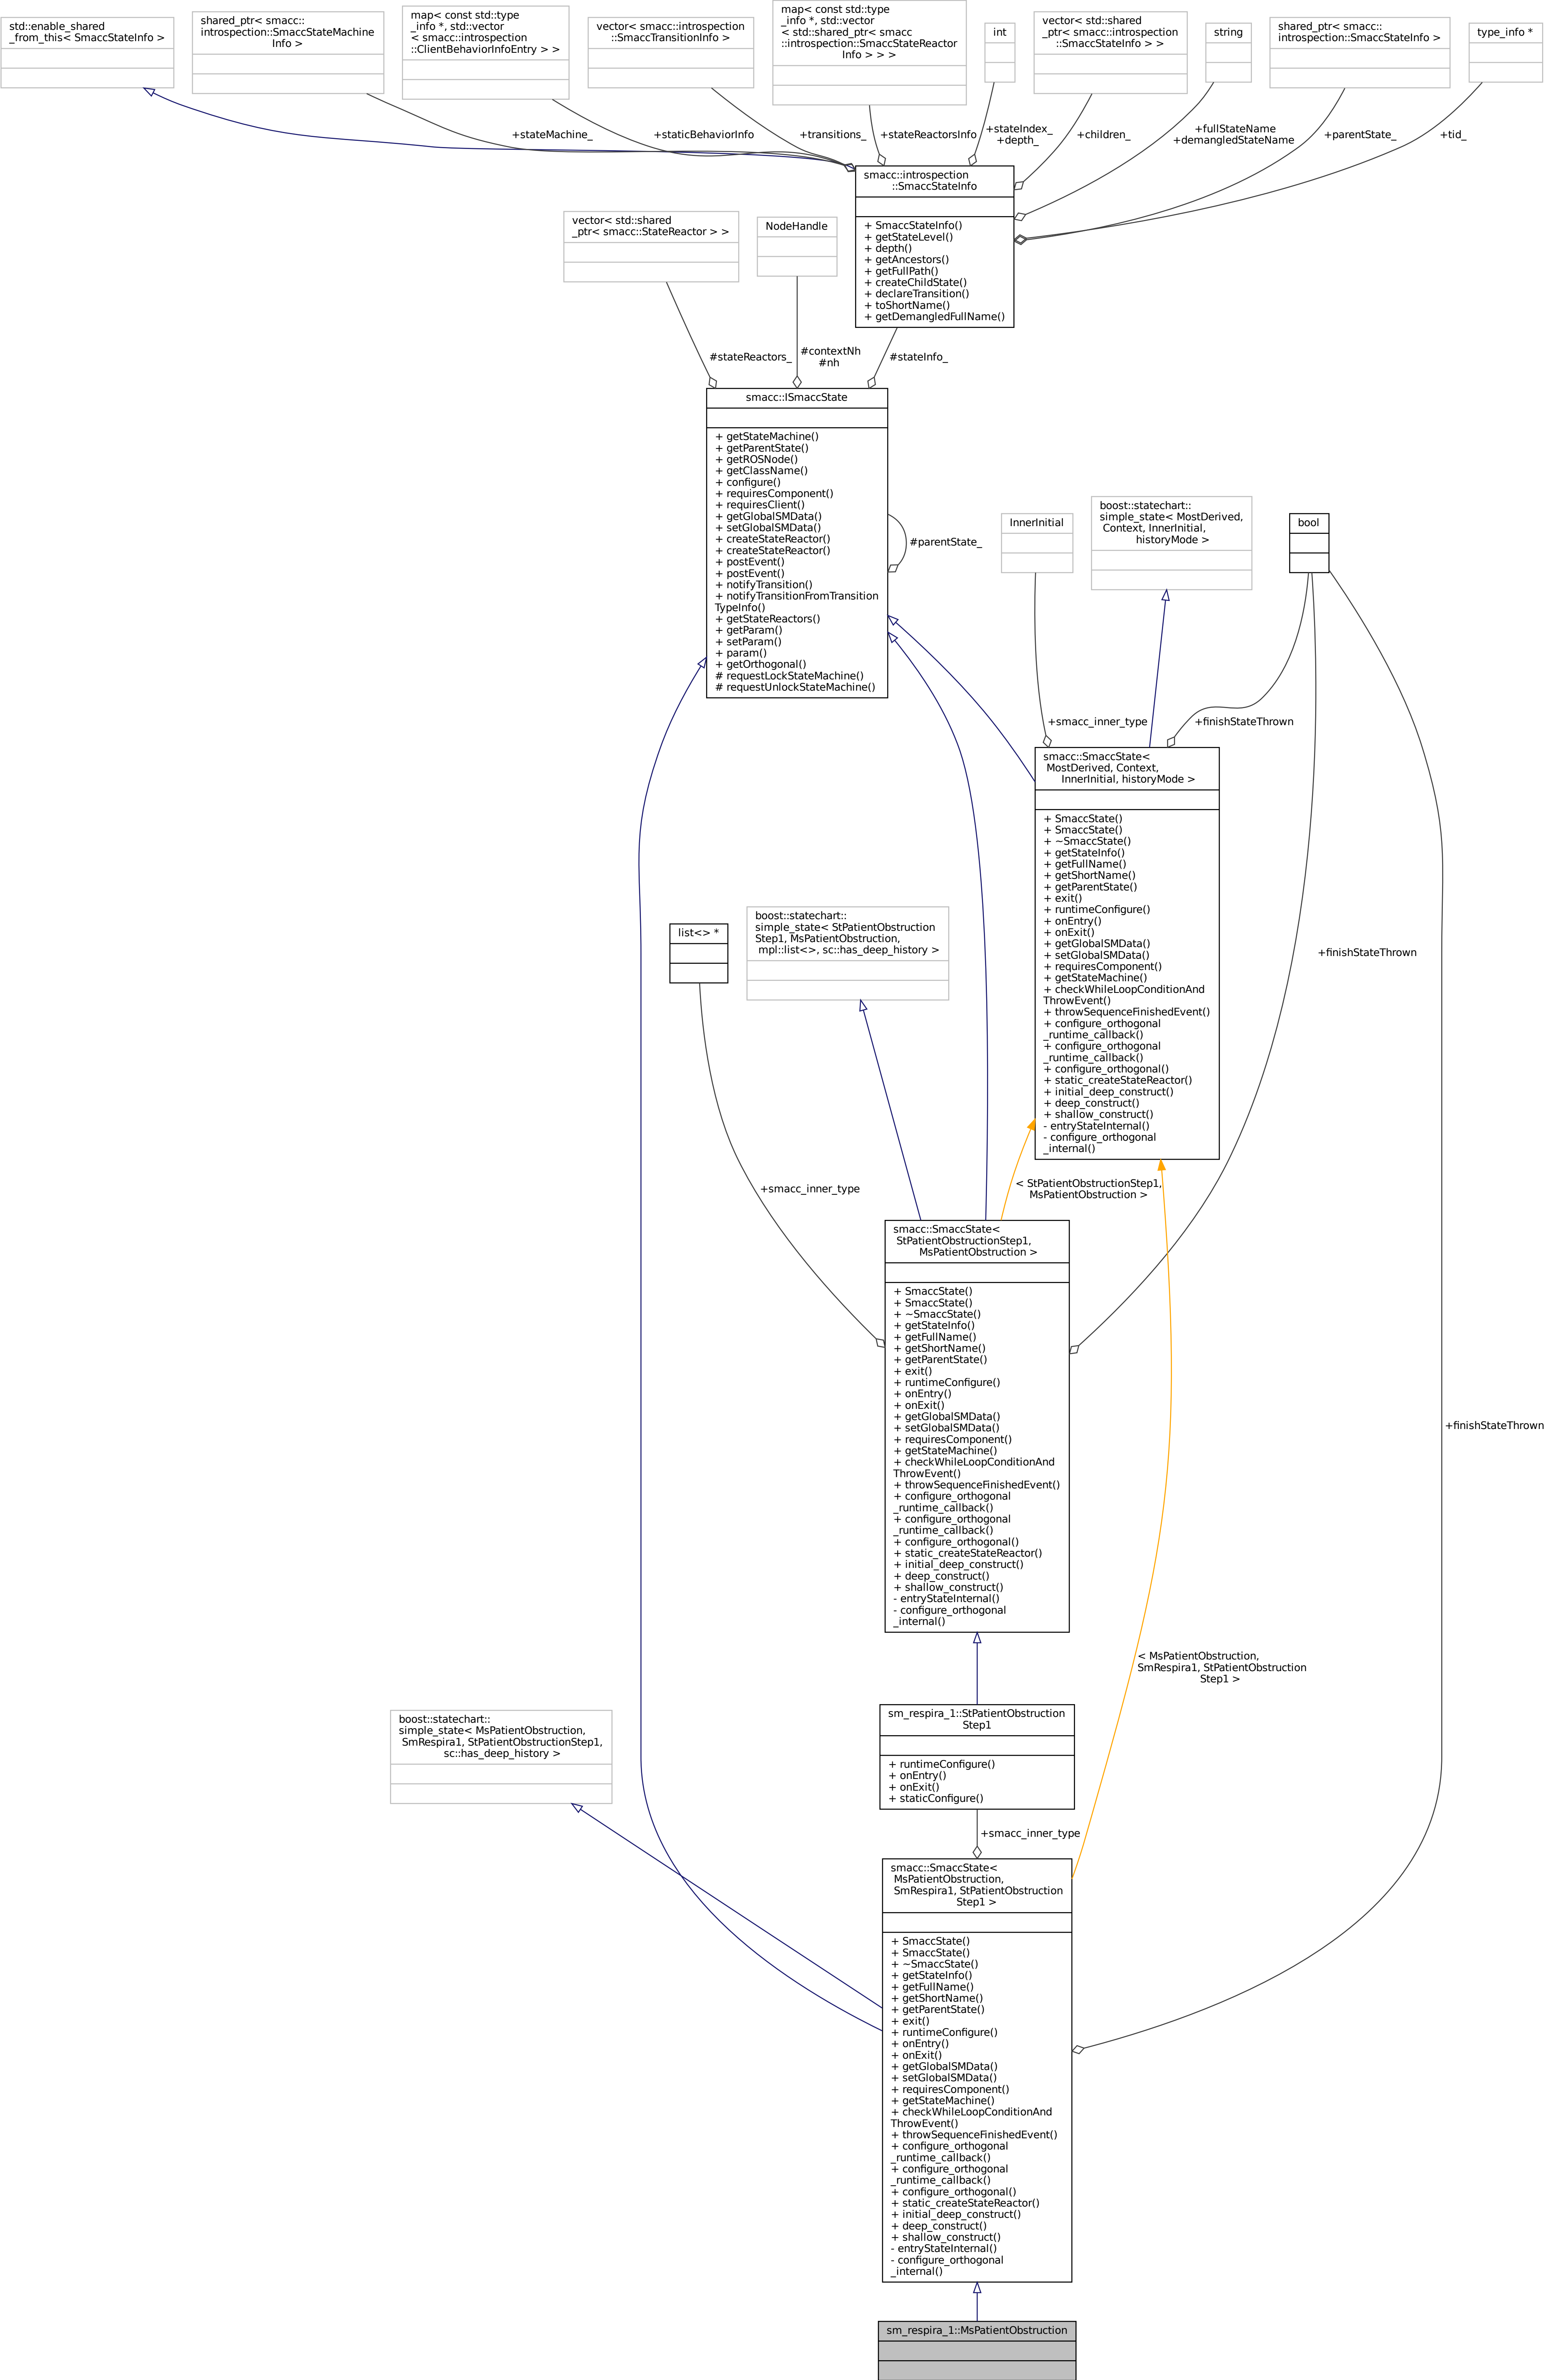 std::enable_shared
_from_this< SmaccStateInfo >
shared_ptr< smacc::
introspection::SmaccStateMachine
Info >
map< const std::type
_info *, std::vector
< smacc::introspection
::ClientBehaviorInfoEntry > >
vector< smacc::introspection
::SmaccTransitionInfo >
map< const std::type
_info *, std::vector
< std::shared_ptr< smacc
::introspection::SmaccStateReactor
Info > > >
int
vector< std::shared
_ptr< smacc::introspection
::SmaccStateInfo > >
string
shared_ptr< smacc::
introspection::SmaccStateInfo >
type_info *
+stateMachine_
+staticBehaviorInfo
+transitions_
+stateReactorsInfo
+stateIndex_
+depth_
+children_
+fullStateName
+demangledStateName
+parentState_
+tid_
smacc::introspection
::SmaccStateInfo
+ SmaccStateInfo()
+ getStateLevel()
+ depth()
+ getAncestors()
+ getFullPath()
+ createChildState()
+ declareTransition()
+ toShortName()
+ getDemangledFullName()
vector< std::shared
_ptr< smacc::StateReactor > >
NodeHandle
#stateReactors_
#contextNh
#nh
#stateInfo_
smacc::ISmaccState
+ getStateMachine()
+ getParentState()
+ getROSNode()
+ getClassName()
+ configure()
+ requiresComponent()
+ requiresClient()
+ getGlobalSMData()
+ setGlobalSMData()
+ createStateReactor()
+ createStateReactor()
+ postEvent()
+ postEvent()
+ notifyTransition()
+ notifyTransitionFromTransition
TypeInfo()
+ getStateReactors()
+ getParam()
+ setParam()
+ param()
+ getOrthogonal()
# requestLockStateMachine()
# requestUnlockStateMachine()
#parentState_
InnerInitial
boost::statechart::
simple_state< MostDerived,
Context, InnerInitial,
historyMode >
bool
+smacc_inner_type
+finishStateThrown
smacc::SmaccState<
MostDerived, Context,
InnerInitial, historyMode >
+ SmaccState()
+ SmaccState()
+ ~SmaccState()
+ getStateInfo()
+ getFullName()
+ getShortName()
+ getParentState()
+ exit()
+ runtimeConfigure()
+ onEntry()
+ onExit()
+ getGlobalSMData()
+ setGlobalSMData()
+ requiresComponent()
+ getStateMachine()
+ checkWhileLoopConditionAnd
ThrowEvent()
+ throwSequenceFinishedEvent()
+ configure_orthogonal
_runtime_callback()
+ configure_orthogonal
_runtime_callback()
+ configure_orthogonal()
+ static_createStateReactor()
+ initial_deep_construct()
+ deep_construct()
+ shallow_construct()
- entryStateInternal()
- configure_orthogonal
_internal()
+finishStateThrown
list<> *
boost::statechart::
simple_state< StPatientObstruction
Step1, MsPatientObstruction,
mpl::list<>, sc::has_deep_history >
+smacc_inner_type
< StPatientObstructionStep1,
MsPatientObstruction >
smacc::SmaccState<
StPatientObstructionStep1,
MsPatientObstruction >
+ SmaccState()
+ SmaccState()
+ ~SmaccState()
+ getStateInfo()
+ getFullName()
+ getShortName()
+ getParentState()
+ exit()
+ runtimeConfigure()
+ onEntry()
+ onExit()
+ getGlobalSMData()
+ setGlobalSMData()
+ requiresComponent()
+ getStateMachine()
+ checkWhileLoopConditionAnd
ThrowEvent()
+ throwSequenceFinishedEvent()
+ configure_orthogonal
_runtime_callback()
+ configure_orthogonal
_runtime_callback()
+ configure_orthogonal()
+ static_createStateReactor()
+ initial_deep_construct()
+ deep_construct()
+ shallow_construct()
- entryStateInternal()
- configure_orthogonal
_internal()
+finishStateThrown
< MsPatientObstruction,
SmRespira1, StPatientObstruction
Step1 >
boost::statechart::
simple_state< MsPatientObstruction,
SmRespira1, StPatientObstructionStep1,
sc::has_deep_history >
sm_respira_1::StPatientObstruction
Step1
+ runtimeConfigure()
+ onEntry()
+ onExit()
+ staticConfigure()
+smacc_inner_type
smacc::SmaccState<
MsPatientObstruction,
SmRespira1, StPatientObstruction
Step1 >
+ SmaccState()
+ SmaccState()
+ ~SmaccState()
+ getStateInfo()
+ getFullName()
+ getShortName()
+ getParentState()
+ exit()
+ runtimeConfigure()
+ onEntry()
+ onExit()
+ getGlobalSMData()
+ setGlobalSMData()
+ requiresComponent()
+ getStateMachine()
+ checkWhileLoopConditionAnd
ThrowEvent()
+ throwSequenceFinishedEvent()
+ configure_orthogonal
_runtime_callback()
+ configure_orthogonal
_runtime_callback()
+ configure_orthogonal()
+ static_createStateReactor()
+ initial_deep_construct()
+ deep_construct()
+ shallow_construct()
- entryStateInternal()
- configure_orthogonal
_internal()
sm_respira_1::MsPatientObstruction